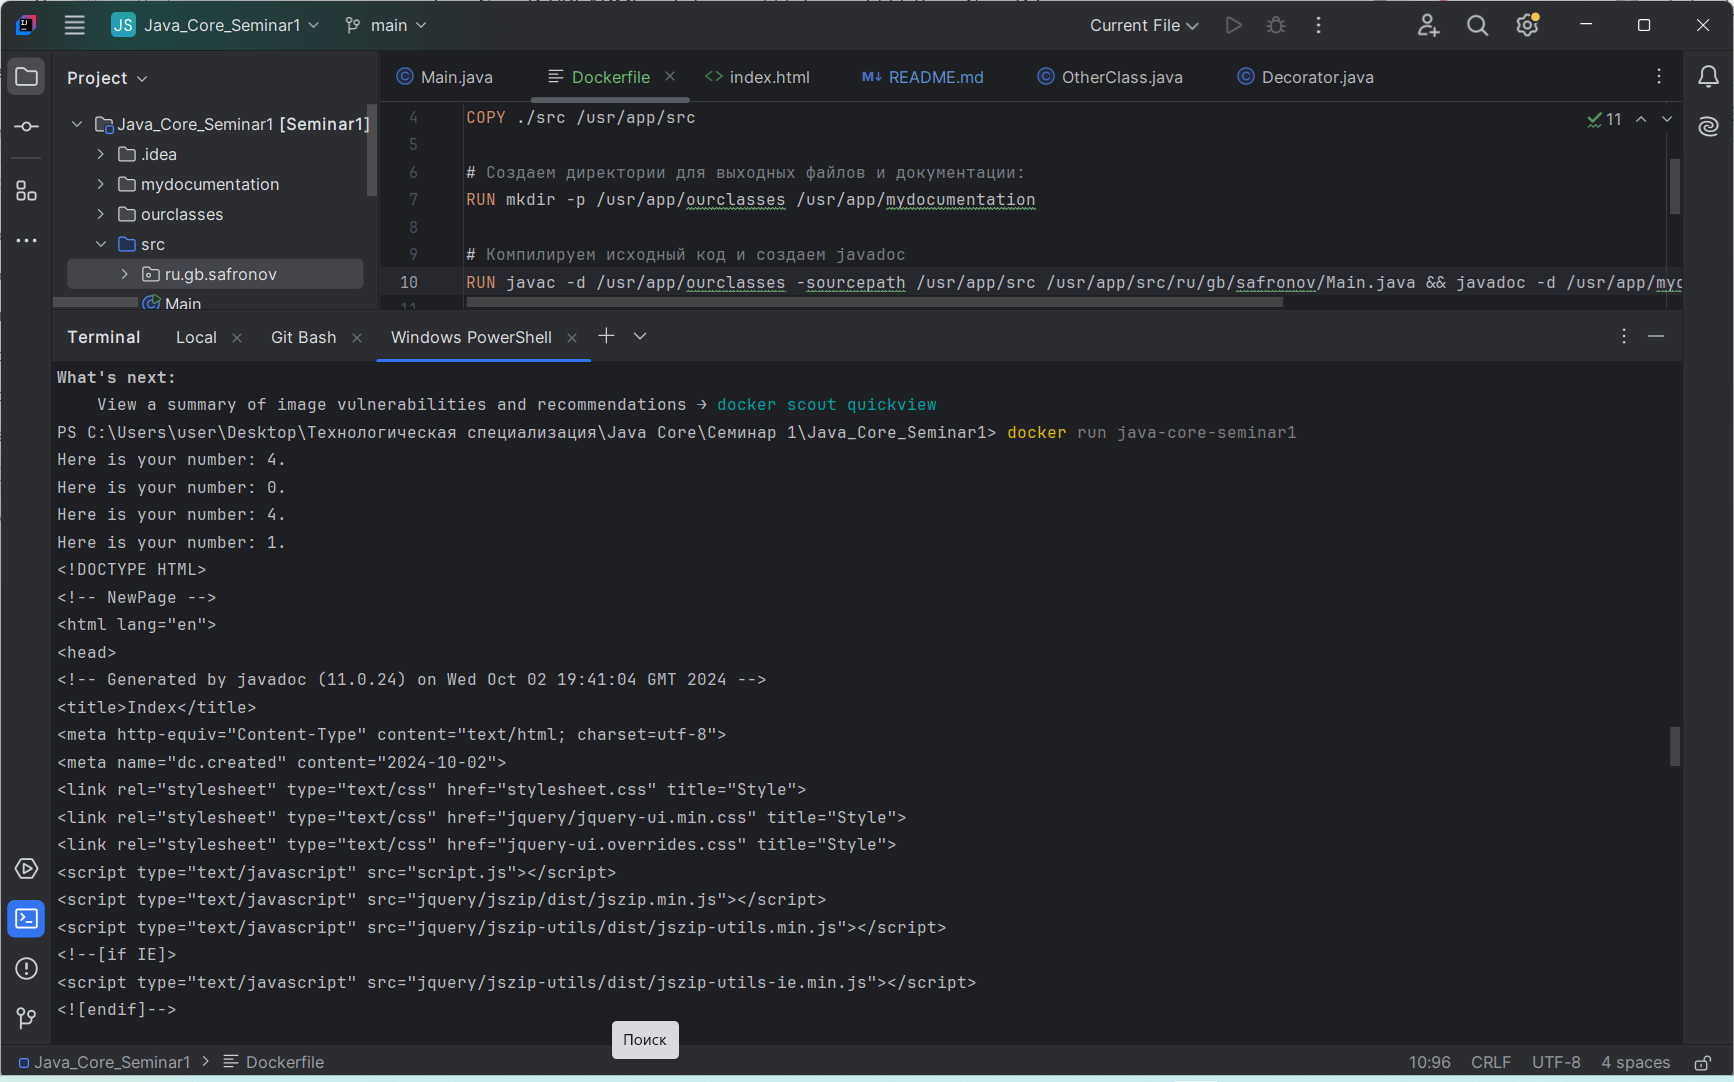 JS Java_Core_Seminar1 main Current File
Project
Main.java Dockerfile index.html M↓ README.md OtherClass.java Decorator.java
Java_Core_Seminar1 [Seminar1]
.idea
mydocumentation
ourclasses
src
ru.gb.safronov
Main
11
4 COPY ./src /usr/app/src
5
6 # Создаем директории для выходных файлов и документации:
7 RUN mkdir -p /usr/app/ourclasses /usr/app/mydocumentation
8
9 # Компилируем исходный код и создаем javadoc
10 RUN javac -d /usr/app/ourclasses -sourcepath /usr/app/src /usr/app/src/ru/gb/safronov/Main.java && javadoc -d /usr/app/myd
11
Terminal Local Git Bash Windows PowerShell
What's next:
View a summary of image vulnerabilities and recommendations → docker scout quickview
PS C:\Users\user\Desktop\Технологическая специализация\Java Core\Семинар 1\Java_Core_Seminar1> docker run java-core-seminar1
Here is your number: 4.
Here is your number: 0.
Here is your number: 4.
Here is your number: 1.
<!DOCTYPE HTML>
<!-- NewPage -->
<html lang="en">
<head>
<!-- Generated by javadoc (11.0.24) on Wed Oct 02 19:41:04 GMT 2024 -->
<title>Index</title>
<meta http-equiv="Content-Type" content="text/html; charset=utf-8">
<meta name="dc.created" content="2024-10-02">
<link rel="stylesheet" type="text/css" href="stylesheet.css" title="Style">
<link rel="stylesheet" type="text/css" href="jquery/jquery-ui.min.css" title="Style">
<link rel="stylesheet" type="text/css" href="jquery-ui.overrides.css" title="Style">
<script type="text/javascript" src="script.js"></script>
<script type="text/javascript" src="jquery/jszip/dist/jszip.min.js"></script>
<script type="text/javascript" src="jquery/jszip-utils/dist/jszip-utils.min.js"></script>
<!--[if IE]>
<script type="text/javascript" src="jquery/jszip-utils/dist/jszip-utils-ie.min.js"></script>
<![endif]-->
Поиск
Java_Core_Seminar1 > Dockerfile 10:96 CRLF UTF-8 4 spaces